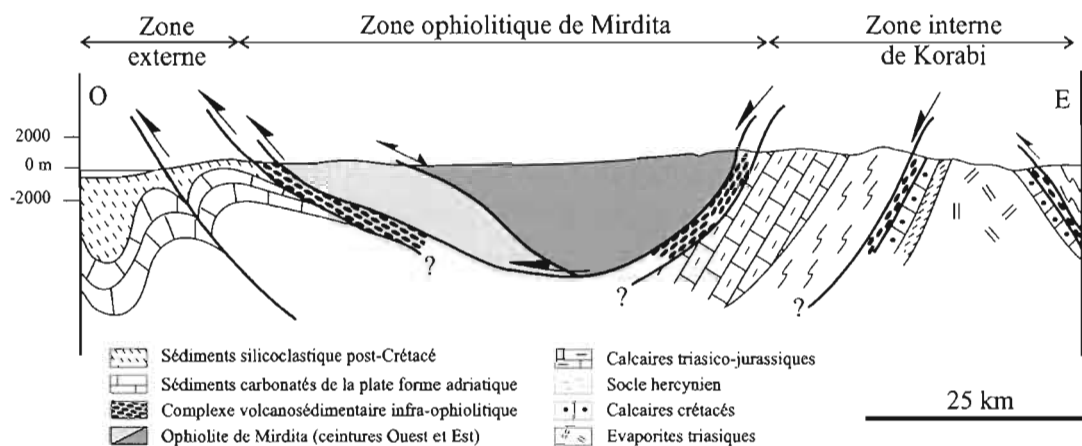 Zone
externe
Zone ophiolitique de Mirdita
Zone interne
de Korabi
O
E
2000
0 m
-2000
?
?
?
Sédiments silicoclastique post-Crétacé
Sédiments carbonatés de la plate forme adriatique
Complexe volcanosédimentaire infra-ophiolitique
Ophiolite de Mirdita (ceintures Ouest et Est)
Calcaires triasico-jurassiques
Socle hercynien
Calcaires crétacés
Evaporites triasiques
25 km